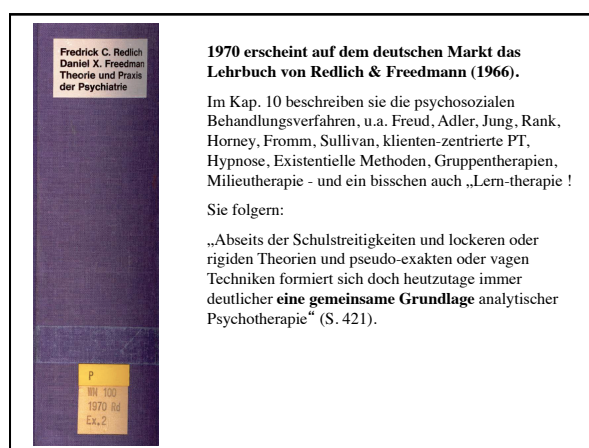 Fredrick C. Redlich
Daniel X. Freedman
Theorie und Praxis
der Psychiatrie
P
WM 100
1970 Rd
Ex.2
1970 erscheint auf dem deutschen Markt das
Lehrbuch von Redlich & Freedmann (1966).
Im Kap. 10 beschreiben sie die psychosozialen
Behandlungsverfahren, u.a. Freud, Adler, Jung, Rank,
Horney, Fromm, Sullivan, klienten-zentrierte PT,
Hypnose, Existentielle Methoden, Gruppentherapien,
Milieutherapie - und ein bisschen auch „Lern-therapie !
Sie folgern:
„Abseits der Schulstreitigkeiten und lockeren oder
rigiden Theorien und pseudo-exakten oder vagen
Techniken formiert sich doch heutzutage immer
deutlicher eine gemeinsame Grundlage analytischer
Psychotherapie“ (S. 421).